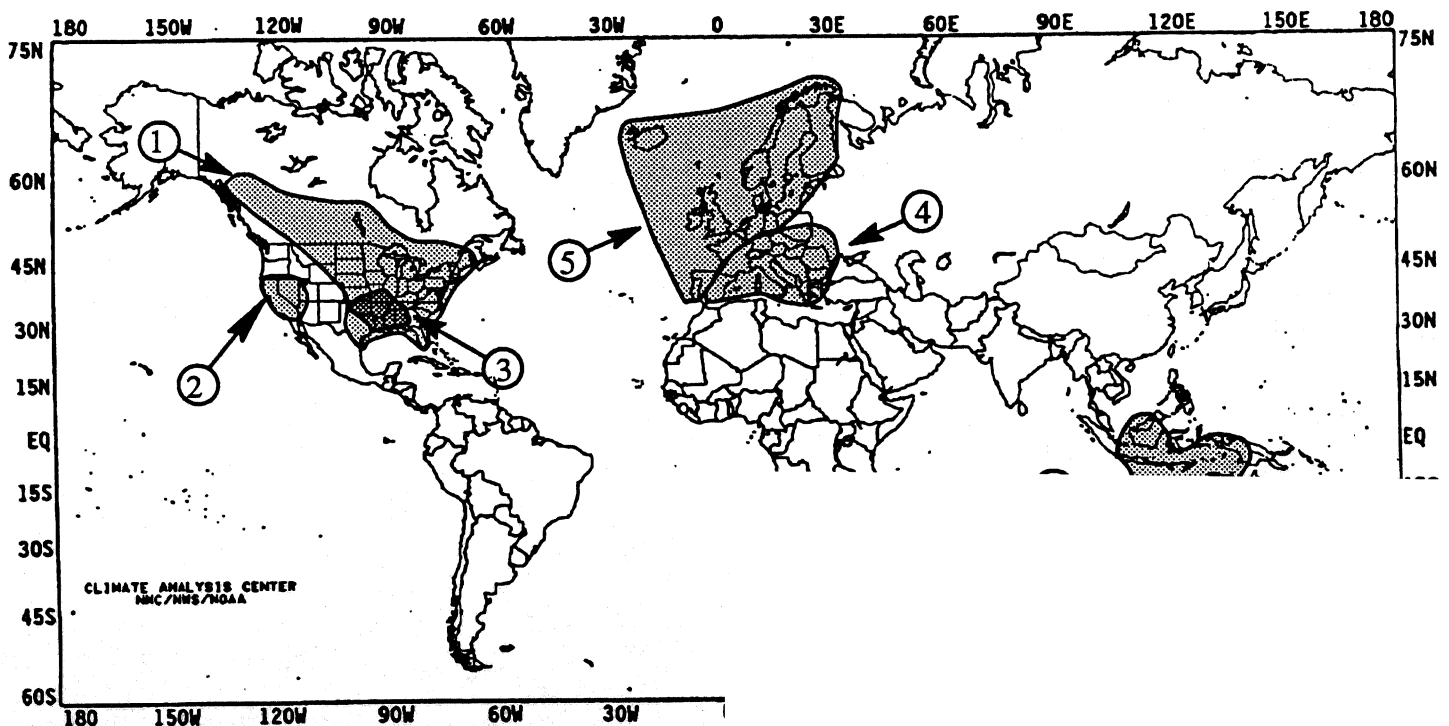 180 150W 120W 90W 60W 30W 0 30E 60E 90E 120E 150E 180
75N 75N
1
60N 60N
4
5
45N 45N
30N 30N
2
3
15N 15N
EQ EQ
15S
30S
CLIMATE ANALYSIS CENTER
NMC/NWS/NOAA
45S
60S
180 150W 120W 90W 60W 30W